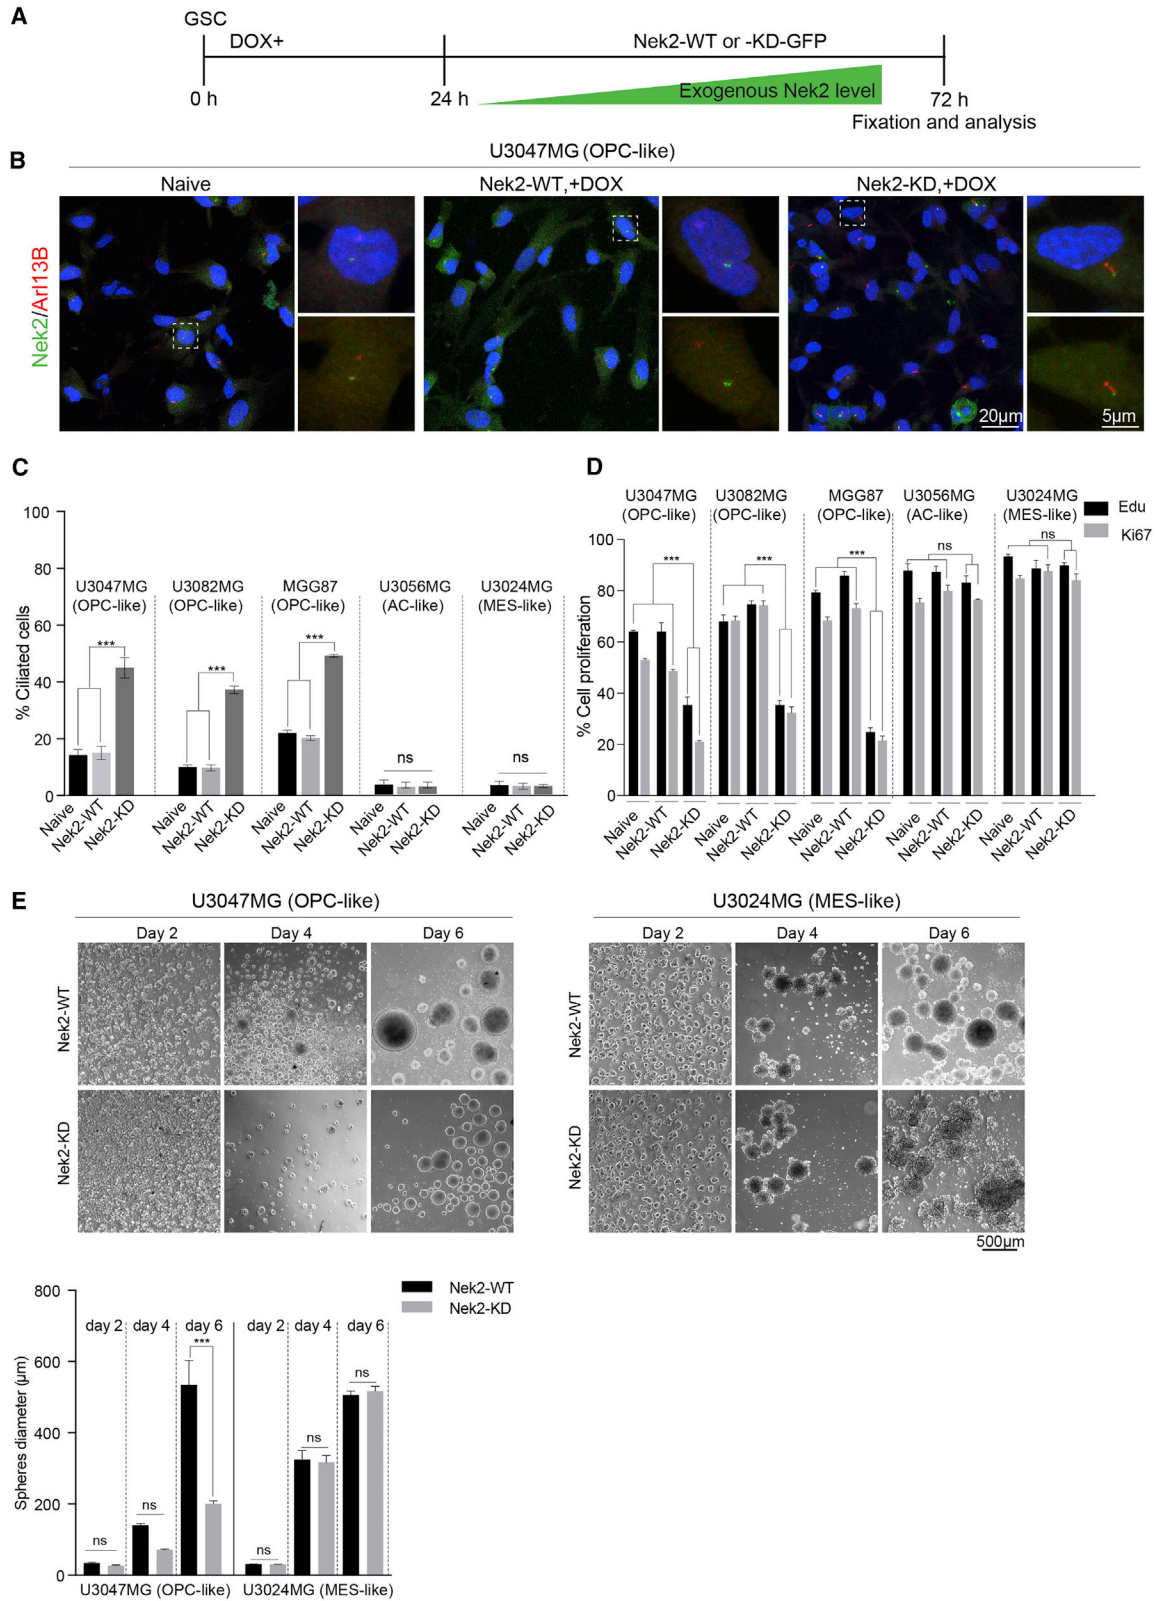 A
GSC
DOX+
Nek2-WT or -KD-GFP
Exogenous Nek2 level
0 h
24 h
72 h
Fixation and analysis
B
U3047MG (OPC-like)
Naive
Nek2-WT,+DOX
Nek2-KD,+DOX
Nek2/Arl13B
20µm
5µm
C
% Ciliated cells
100
80
60
40
20
0
U3047MG
(OPC-like)
U3082MG
(OPC-like)
MGG87
(OPC-like)
U3056MG
(AC-like)
U3024MG
(MES-like)
***
***
***
ns
ns
Naive
Nek2-WT
Nek2-KD
Naive
Nek2-WT
Nek2-KD
Naive
Nek2-WT
Nek2-KD
Naive
Nek2-WT
Nek2-KD
Naive
Nek2-WT
Nek2-KD
D
% Cell proliferation
100
80
60
40
20
0
U3047MG
(OPC-like)
U3082MG
(OPC-like)
MGG87
(OPC-like)
U3056MG
(AC-like)
U3024MG
(MES-like)
Edu
Ki67
***
***
***
ns
ns
Naive
Nek2-WT
Nek2-KD
Naive
Nek2-WT
Nek2-KD
Naive
Nek2-WT
Nek2-KD
Naive
Nek2-WT
Nek2-KD
Naive
Nek2-WT
Nek2-KD
E
U3047MG (OPC-like)
Day 2
Day 4
Day 6
Nek2-WT
Nek2-KD
U3024MG (MES-like)
Day 2
Day 4
Day 6
Nek2-WT
Nek2-KD
500µm
Spheres diameter (µm)
800
600
400
200
0
Nek2-WT
Nek2-KD
day 2
day 4
day 6
day 2
day 4
day 6
ns
ns
***
ns
ns
ns
U3047MG (OPC-like)
U3024MG (MES-like)